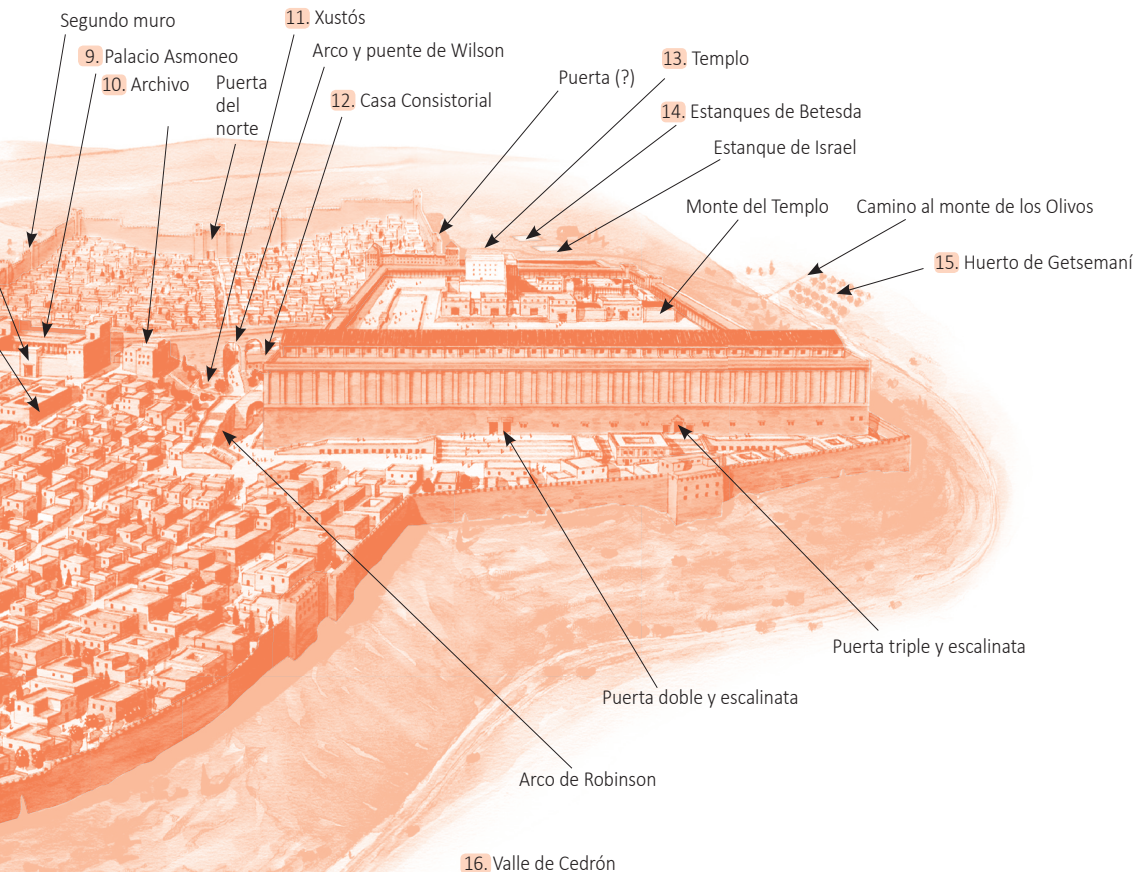 Segundo muro
11. Xustós
9. Palacio Asmoneo
Arco y puente de Wilson
10. Archivo
Puerta
del
norte
12. Casa Consistorial
Puerta (?)
13. Templo
14. Estanques de Betesda
Estanque de Israel
Monte del Templo
Camino al monte de los Olivos
15. Huerto de Getsemaní
Puerta triple y escalinata
Puerta doble y escalinata
Arco de Robinson
16. Valle de Cedrón